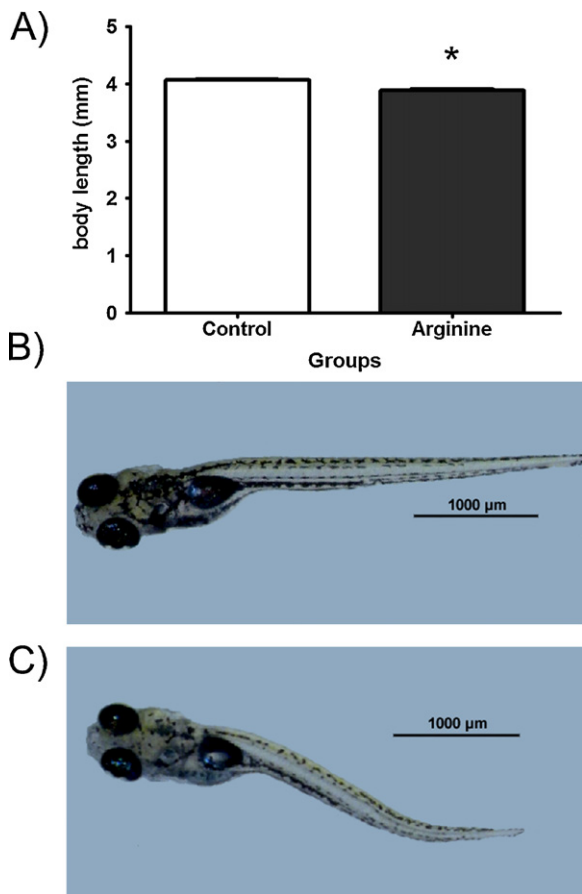 A)
5
4
3
2
1
0
body length (mm)
*
Control Arginine
Groups
B)
1000 µm
C)
1000 µm